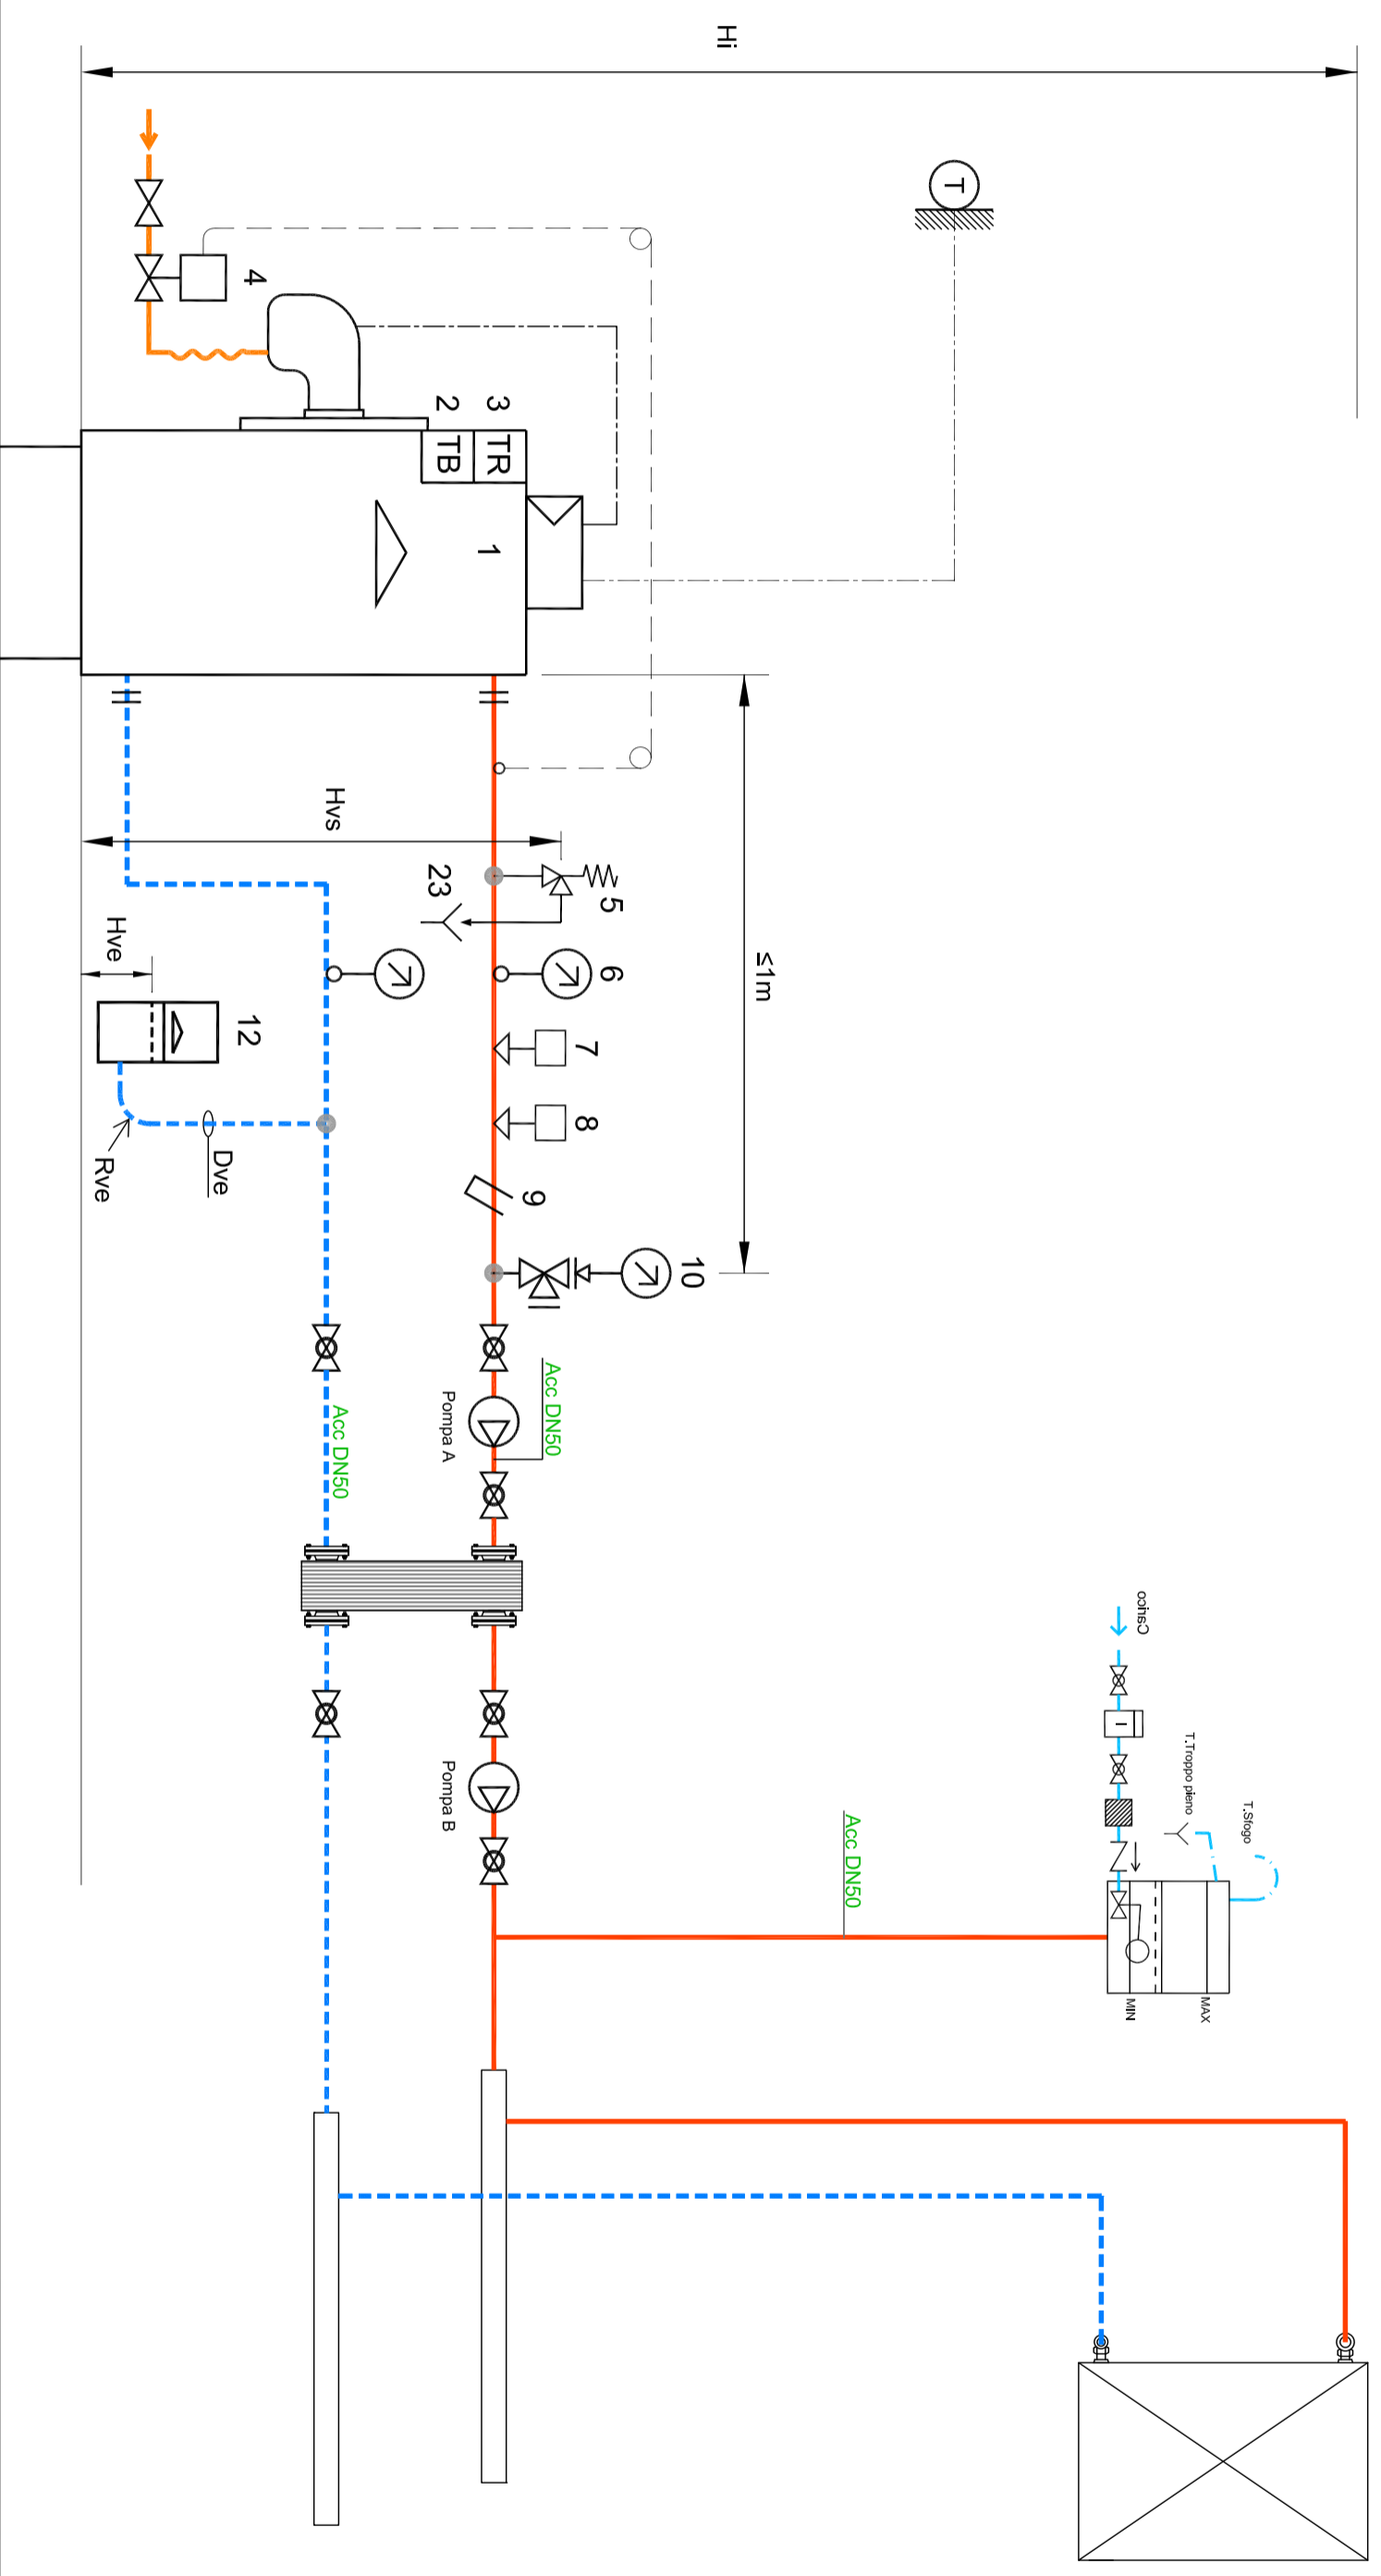 Hi
T
4
3
2
TR
TB
1
Hvs
5
23
6
≤1m
Hve
12
7
8
Dve
Rve
9
10
Acc DN50
Pompa A
Acc DN50
Carico
I
T.Troppo pieno
T.Sfogo
Pompa B
Acc DN50
MIN
MAX